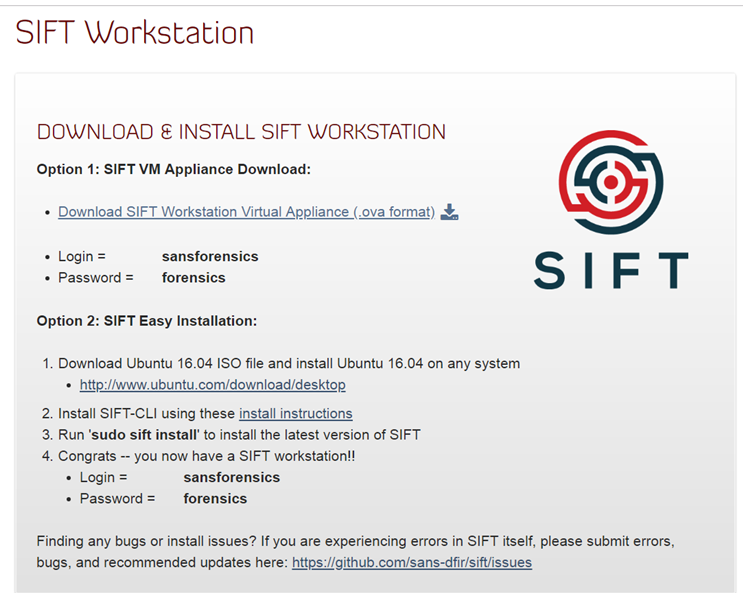 SIFT Workstation
DOWNLOAD & INSTALL SIFT WORKSTATION
Option 1: SIFT VM Appliance Download:
• Download SIFT Workstation Virtual Appliance (.ova format)
• Login = sansforensics
• Password = forensics
SIFT
Option 2: SIFT Easy Installation:
1. Download Ubuntu 16.04 ISO file and install Ubuntu 16.04 on any system
• http://www.ubuntu.com/download/desktop
2. Install SIFT-CLI using these install instructions
3. Run 'sudo sift install' to install the latest version of SIFT
4. Congrats -- you now have a SIFT workstation!!
• Login = sansforensics
• Password = forensics
Finding any bugs or install issues? If you are experiencing errors in SIFT itself, please submit errors,
bugs, and recommended updates here: https://github.com/sans-dfir/sift/issues